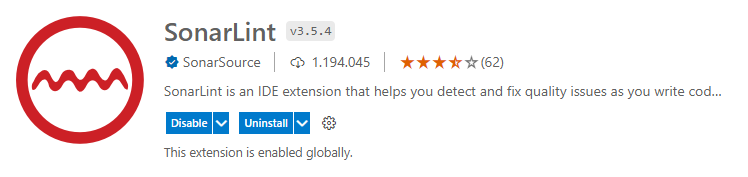 SonarLint v3.5.4
SonarSource 1.194.045 (62)
SonarLint is an IDE extension that helps you detect and fix quality issues as you write cod...
Disable Uninstall
This extension is enabled globally.